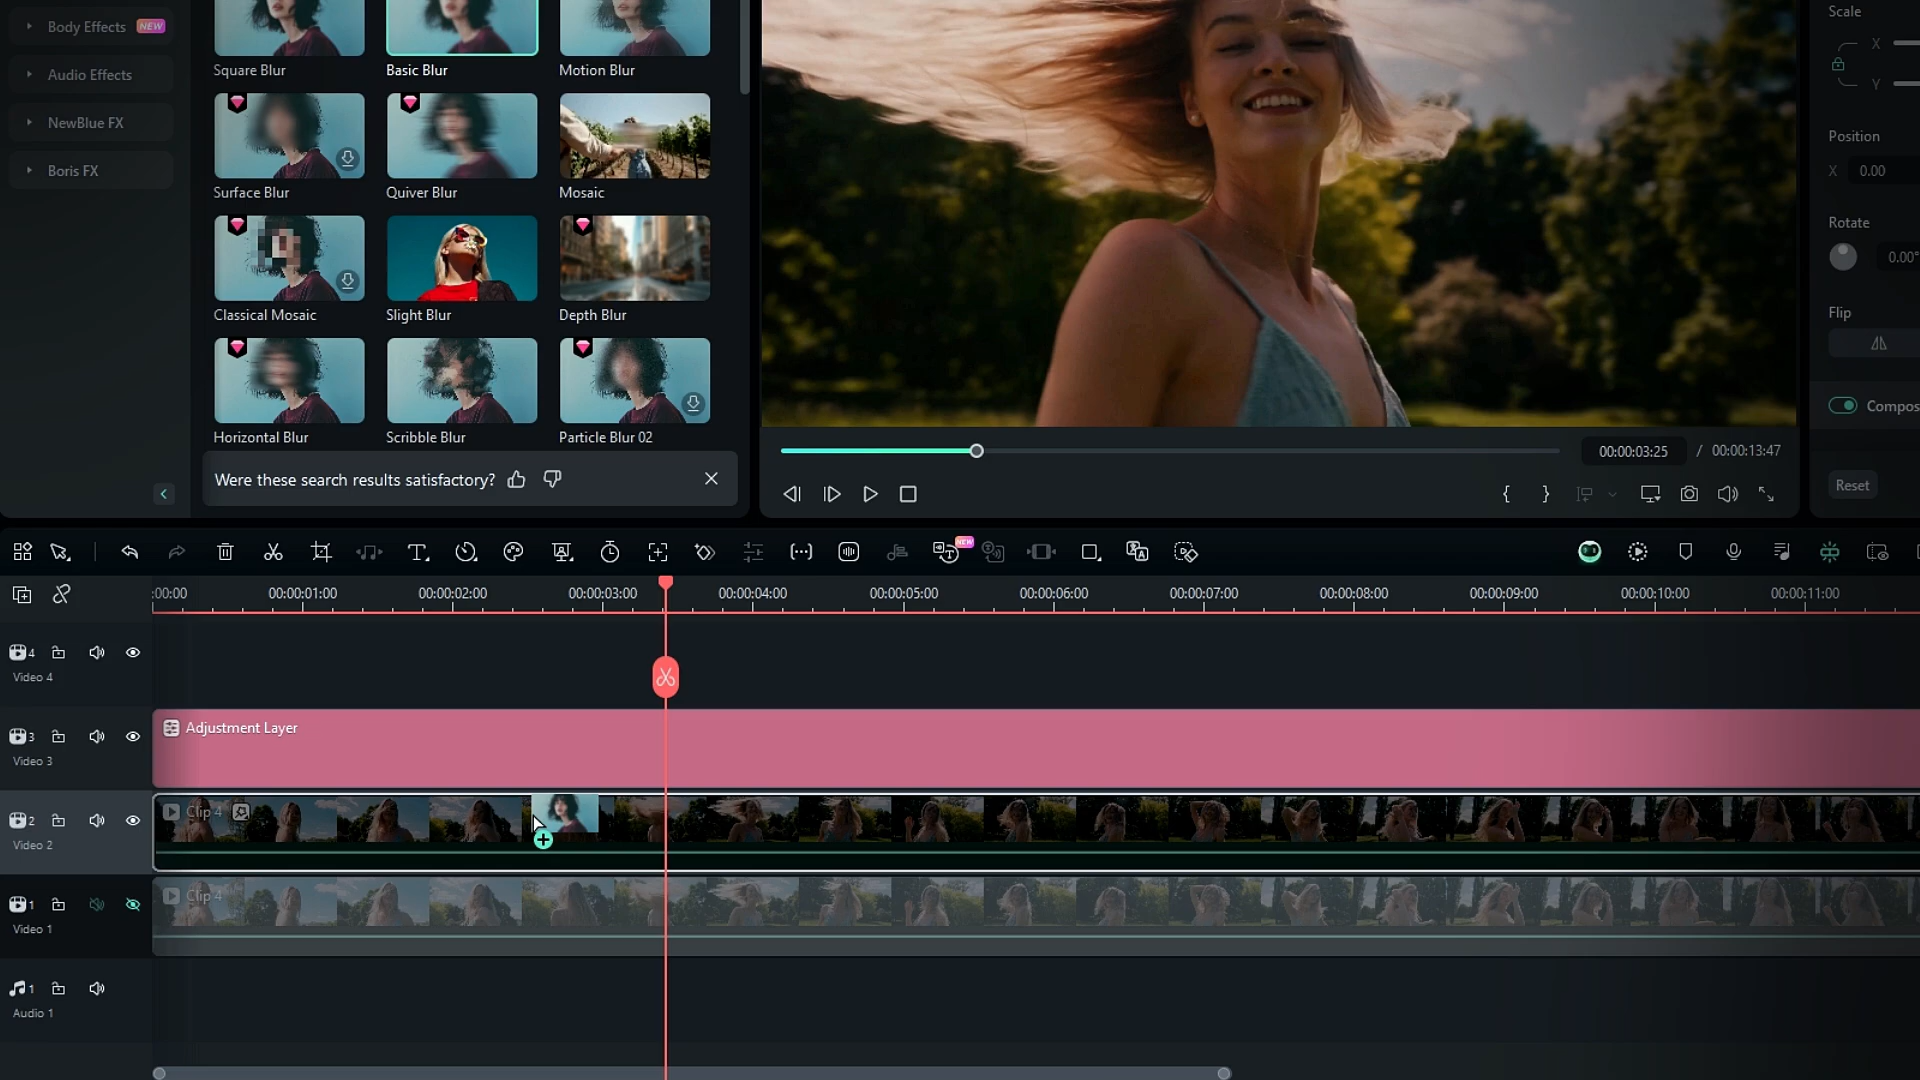 Body Effects NEW
Audio Effects
NewBlue FX
Boris FX
Square Blur
Basic Blur
Motion Blur
Surface Blur
Quiver Blur
Mosaic
Classical Mosaic
Slight Blur
Depth Blur
Horizontal Blur
Scribble Blur
Particle Blur 02
Were these search results satisfactory?
00:00:03:25 / 00:00:13:47
Scale
X
Y
Position
X 0.00
Rotate
0.00°
Flip
Compos
Reset
NEW
:00:00 00:00:01:00 00:00:02:00 00:00:03:00 00:00:04:00 00:00:05:00 00:00:06:00 00:00:07:00 00:00:08:00 00:00:09:00 00:00:10:00 00:00:11:00
4
Video 4
3
Video 3
Adjustment Layer
2
Video 2
Clip 4
1
Video 1
Clip 4
1
Audio 1